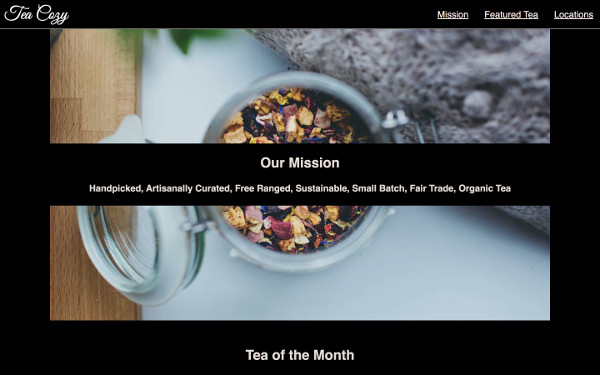 Tea Cozy
Mission Featured Tea Locations
Our Mission
Handpicked, Artisanally Curated, Free Ranged, Sustainable, Small Batch, Fair Trade, Organic Tea
Tea of the Month